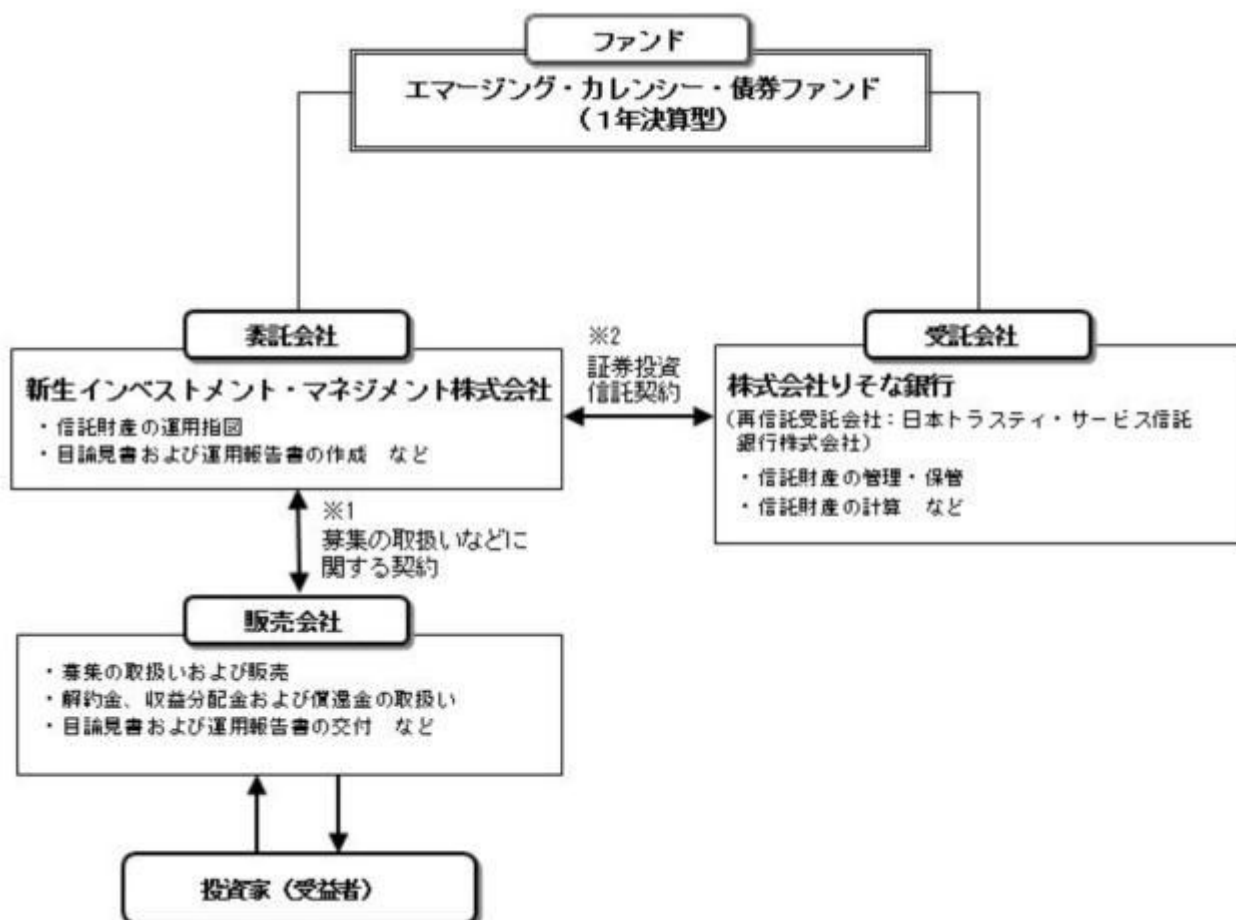 ファンド
エマージング・カレンシー・債券ファンド
（１年決算型）
委託会社
新生インベストメント・マネジメント株式会社
・信託財産の運用指図
・目論見書および運用報告書の作成　など
※2
証券投資
信託契約
受託会社
株式会社りそな銀行
（再信託受託会社：日本トラスティ・サービス信託
銀行株式会社）
・信託財産の管理・保管
・信託財産の計算　など
※1
募集の取扱いなどに
関する契約
販売会社
・募集の取扱いおよび販売
・解約金、収益分配金および償還金の取扱い
・目論見書および運用報告書の交付　など
投資家（受益者）